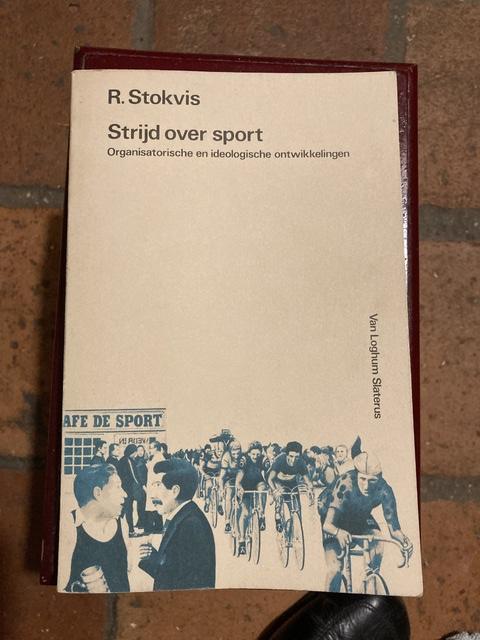 R. Stokvis
Strijd over sport
Organisatorische en ideologische ontwikkelingen
Van Loghum Slaterus
AFE DE SPORT